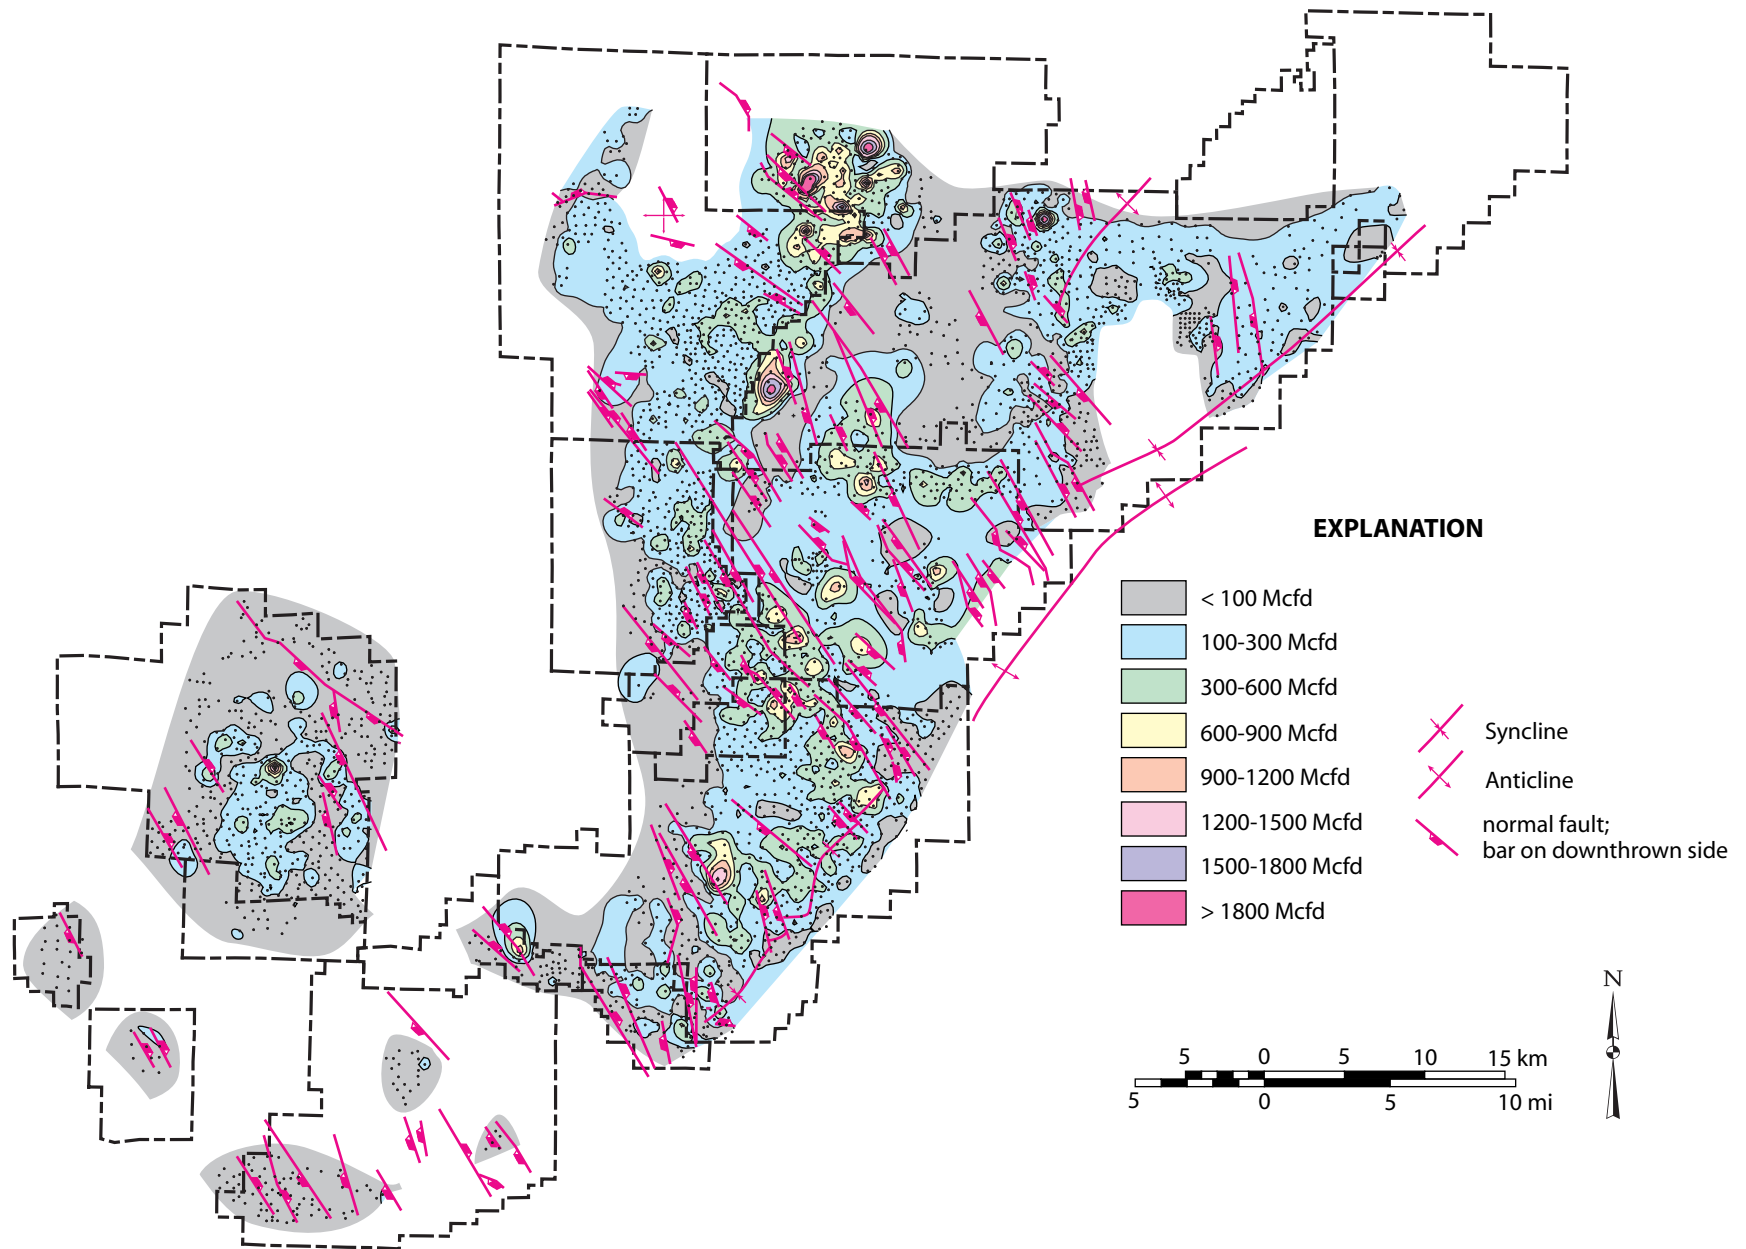 EXPLANATION
< 100 Mcfd
100-300 Mcfd
300-600 Mcfd
600-900 Mcfd
900-1200 Mcfd
1200-1500 Mcfd
1500-1800 Mcfd
> 1800 Mcfd
Syncline
Anticline
normal fault;
bar on downthrown side
N
5 0 5 10 15 km
5 0 5 10 mi